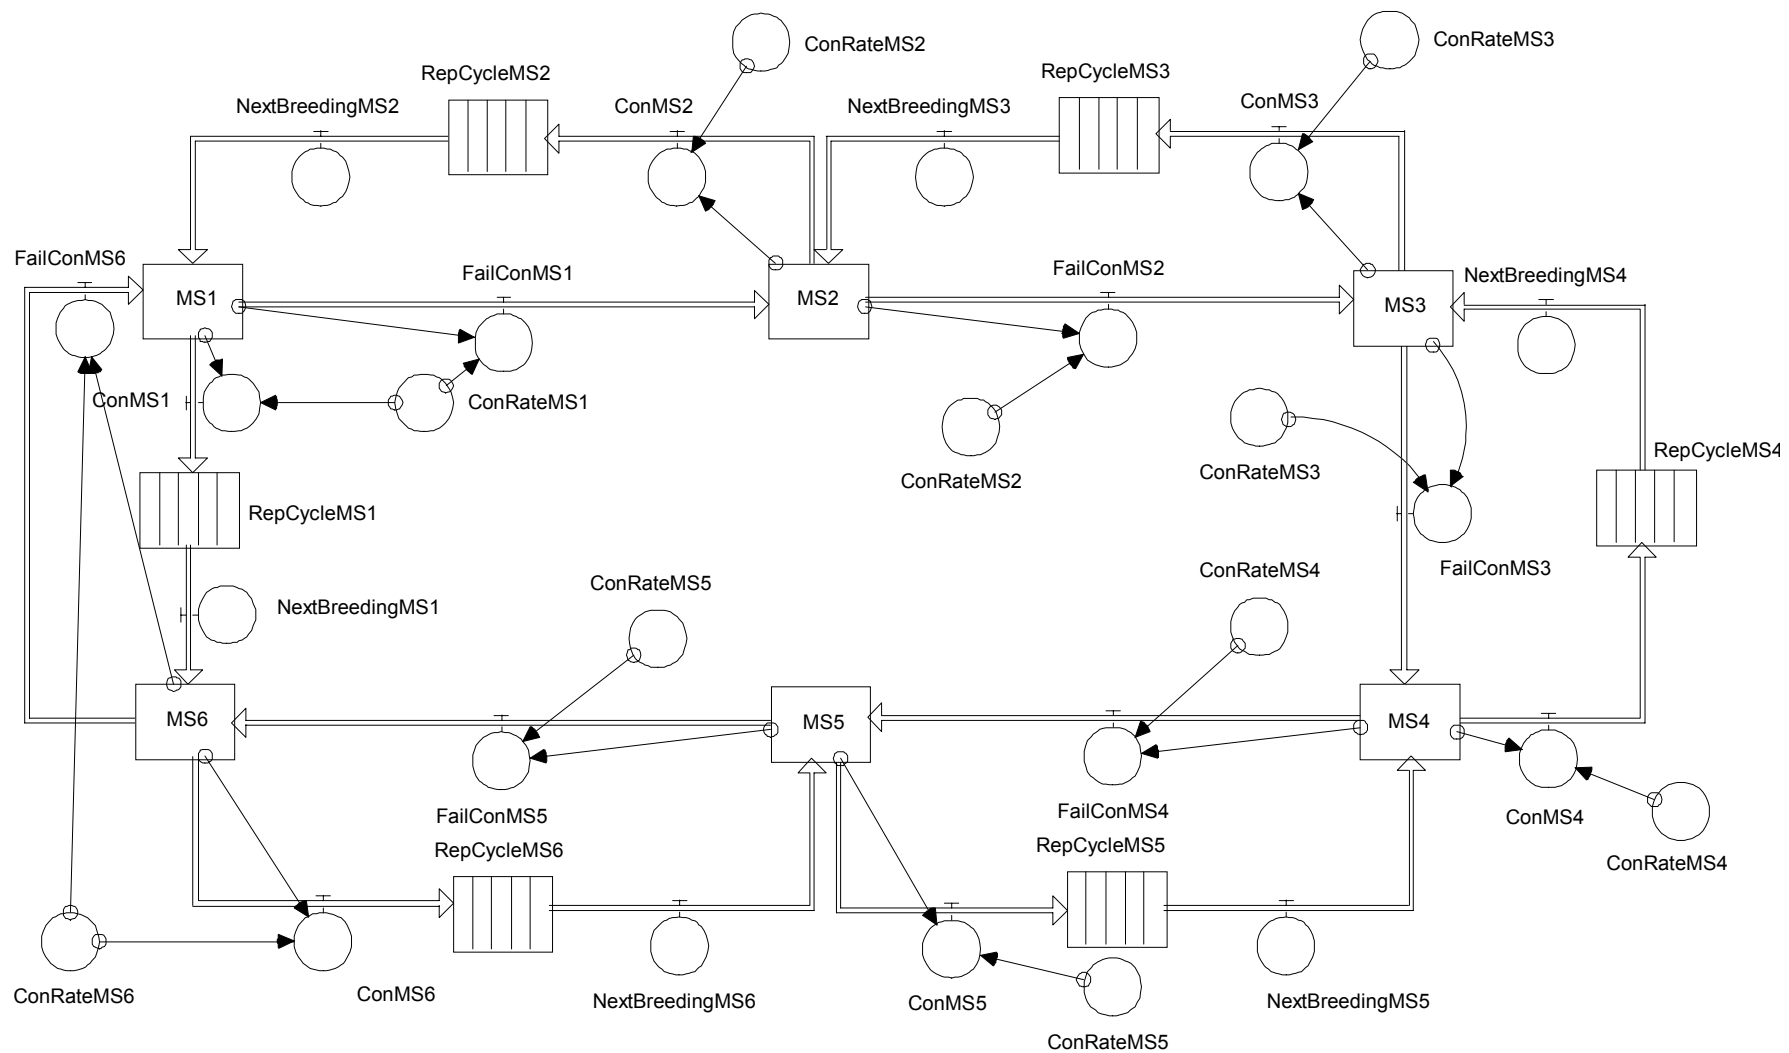 ConRateMS2
ConRateMS3
RepCycleMS2
RepCycleMS3
NextBreedingMS2
ConMS2
NextBreedingMS3
ConMS3
FailConMS6
FailConMS1
FailConMS2
NextBreedingMS4
MS1
MS2
MS3
ConMS1
ConRateMS1
ConRateMS2
ConRateMS3
RepCycleMS4
RepCycleMS1
FailConMS3
ConRateMS5
ConRateMS4
NextBreedingMS1
MS6
MS5
MS4
FailConMS5
FailConMS4
ConMS4
RepCycleMS6
RepCycleMS5
ConRateMS4
ConRateMS6
ConMS6
NextBreedingMS6
ConMS5
NextBreedingMS5
ConRateMS5